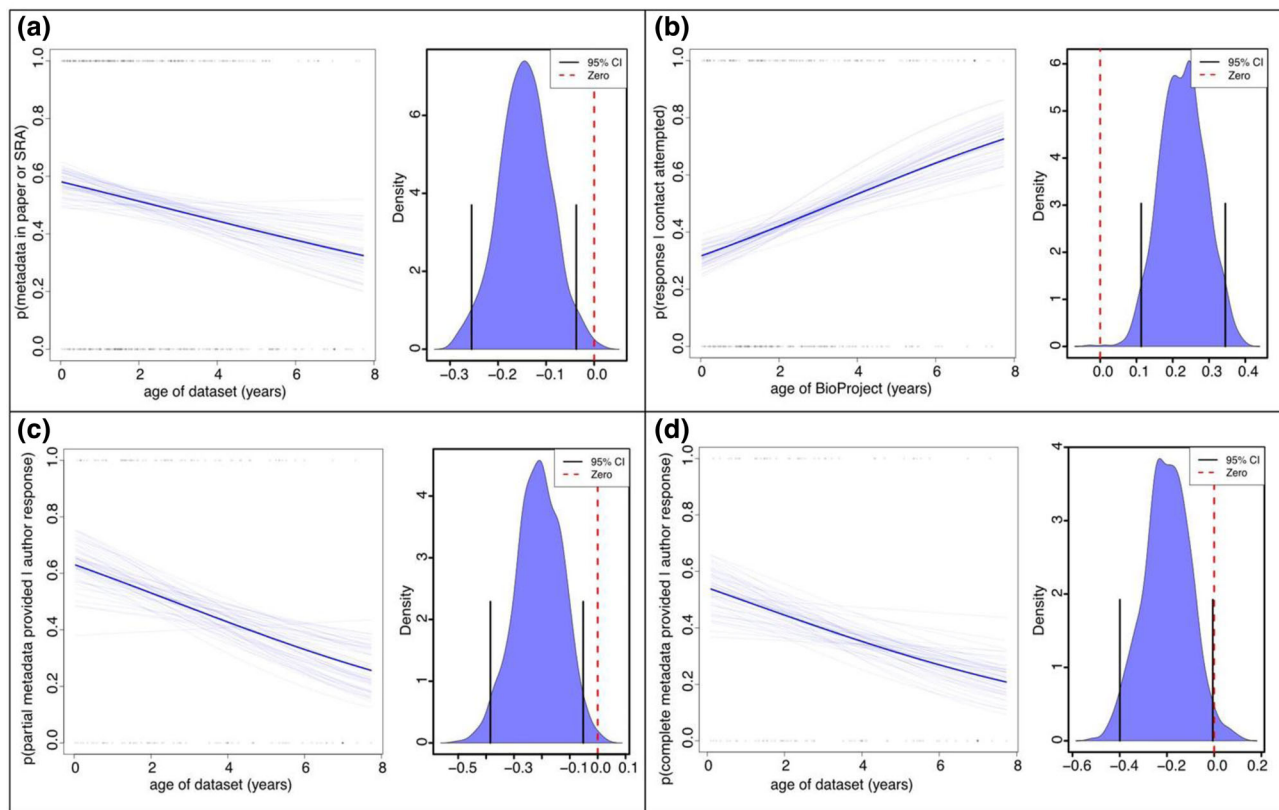 (a)
p(metadata in paper or SRA)
0.0 0.2 0.4 0.6 0.8 1.0
0 2 4 6 8
age of dataset (years)
Density
0 2 4 6
−0.3 −0.2 −0.1 0.0
95% CI
Zero
(b)
p(response I contact attempted)
0.0 0.2 0.4 0.6 0.8 1.0
0 2 4 6 8
age of BioProject (years)
Density
0 1 2 3 4 5 6
0.0 0.1 0.2 0.3 0.4
95% CI
Zero
(c)
p(partial metadata provided I author response)
0.0 0.2 0.4 0.6 0.8 1.0
0 2 4 6 8
age of dataset (years)
Density
0 1 2 3 4
−0.5 −0.3 −0.10.0 0.1
95% CI
Zero
(d)
p(complete metadata provided I author response)
0.0 0.2 0.4 0.6 0.8 1.0
0 2 4 6 8
age of dataset (years)
Density
0 1 2 3 4
−0.6 −0.4 −0.2 0.0 0.2
95% CI
Zero